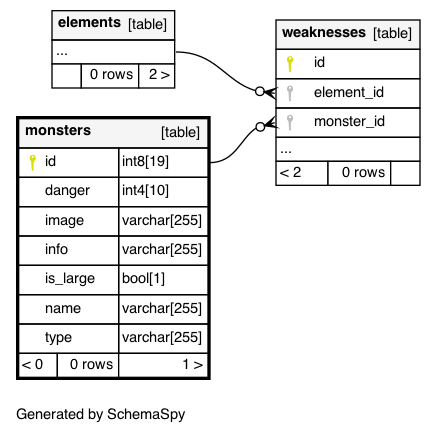 elements [table]
...
0 rows 2 >
weaknesses [table]
id
element_id
monster_id
...
< 2 0 rows
monsters [table]
id int8[19]
danger int4[10]
image varchar[255]
info varchar[255]
is_large bool[1]
name varchar[255]
type varchar[255]
< 0 0 rows 1 >
Generated by SchemaSpy